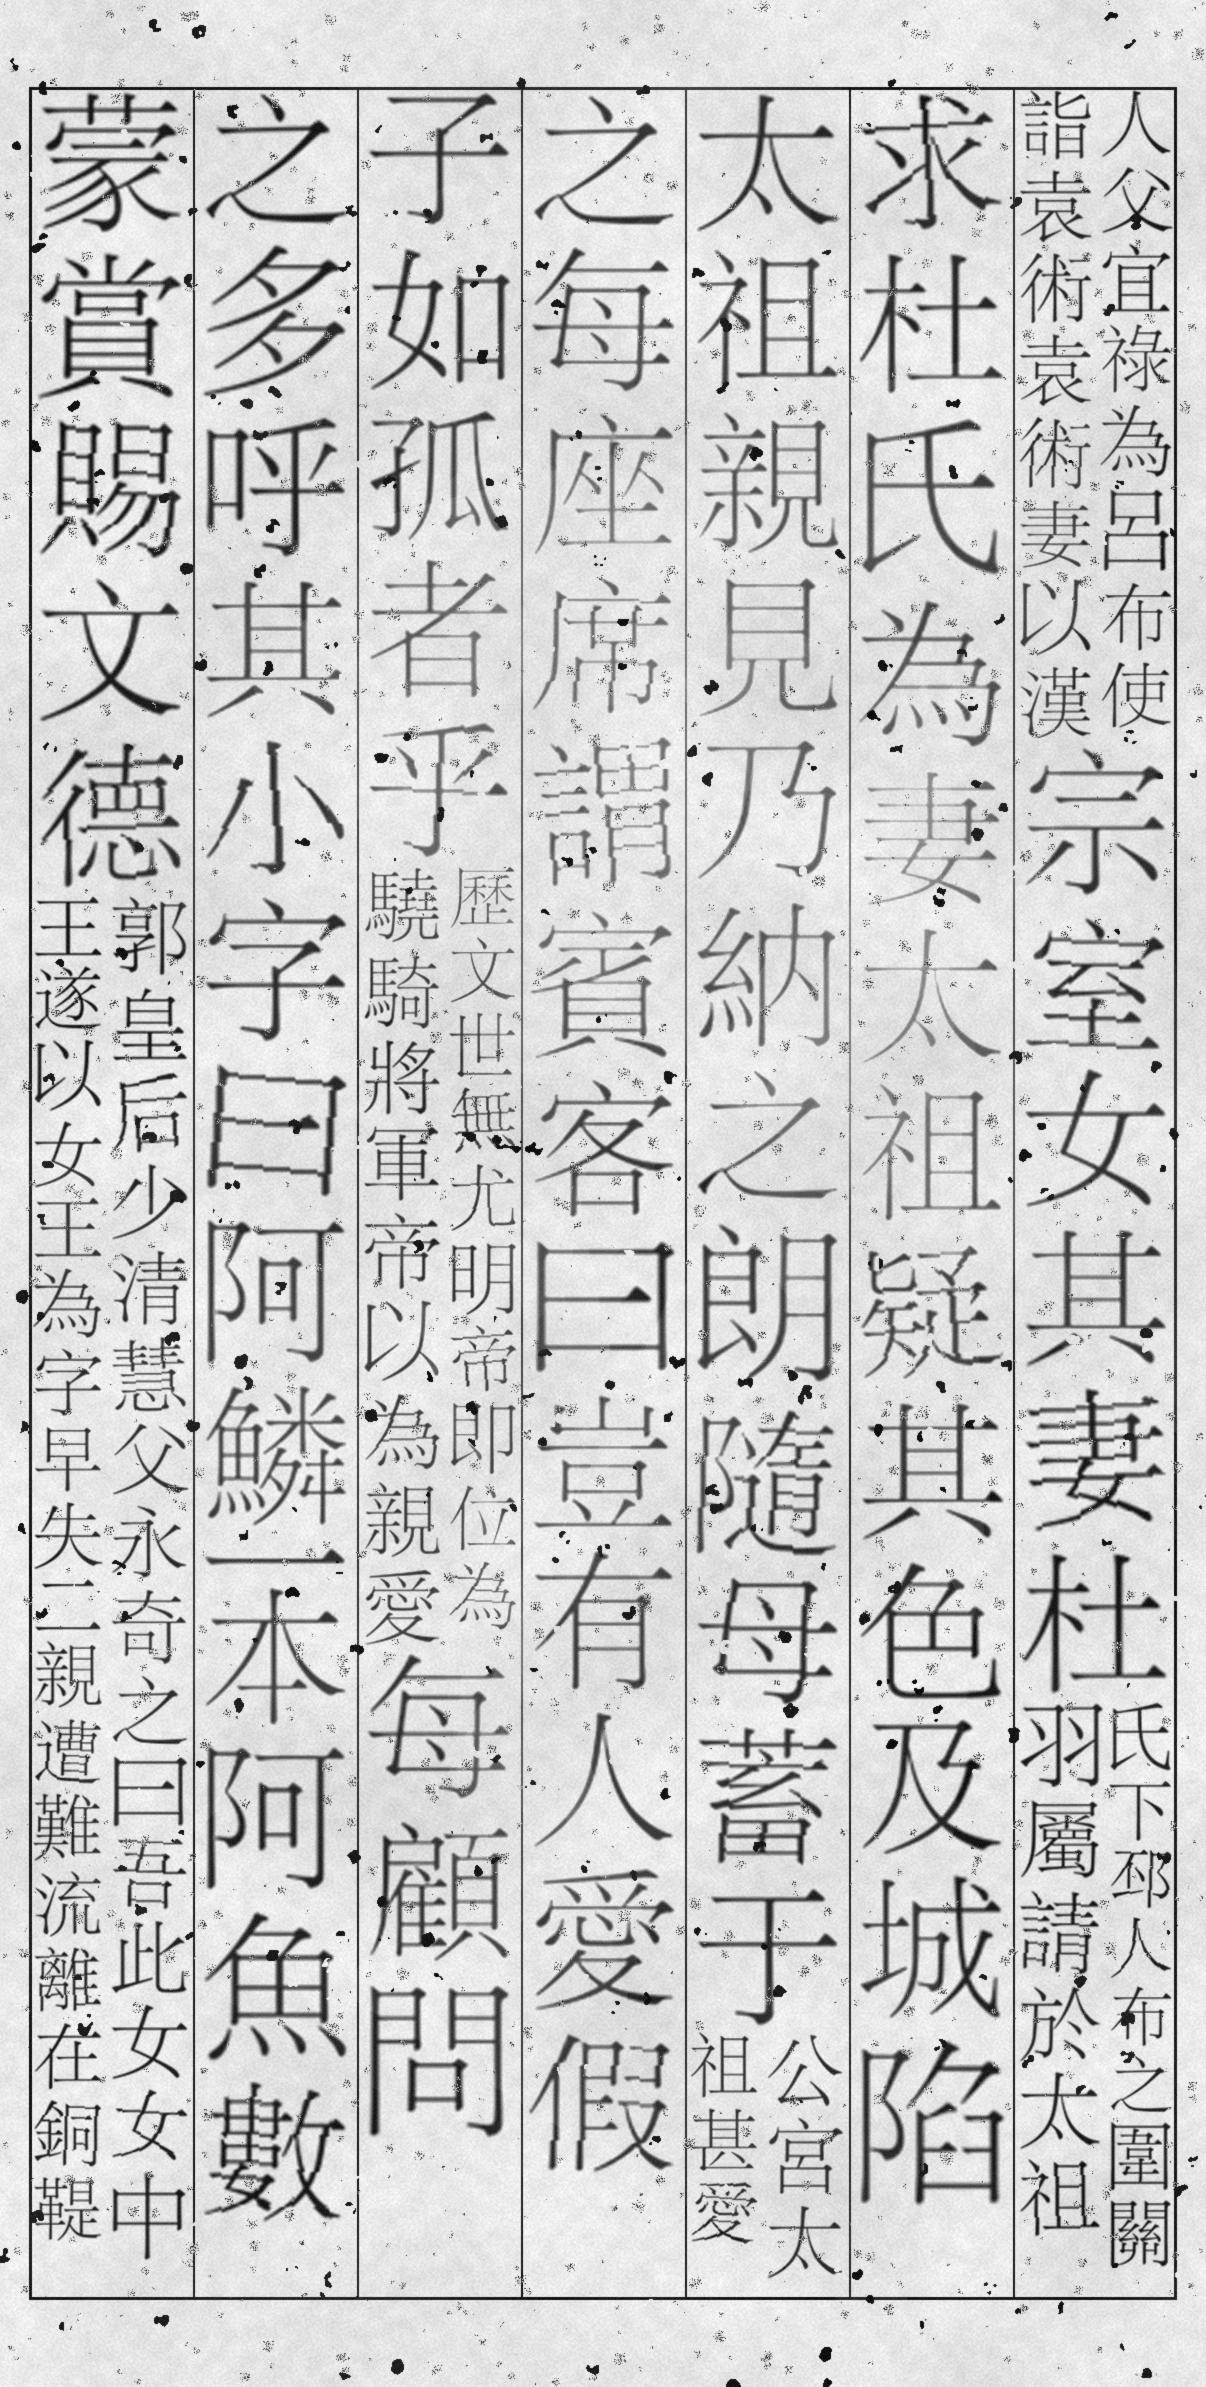 人父宜祿為呂布使詣袁術袁術妻以漢宗室女其妻杜氏下邳人布之圍關羽屬請於太祖
求杜氏為妻太祖疑其色及城陷
太祖親見乃納之朗隨母蓄于公宮太祖甚愛
之每座席謂賓客曰豈有人愛假
子如孤者乎歷文世無尤明帝即位為驍騎將軍帝以為親愛每顧問
之多呼其小字曰阿鱗一本阿魚數
蒙賞賜文德郭皇后少清慧父永奇之曰吾此女女中王遂以女王為字早失二親遭難流離在銅鞮